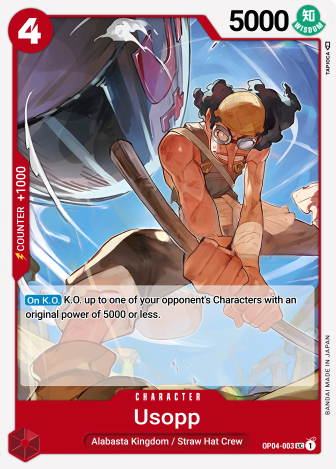 4
5000
知
WISDOM
TAPIOCA
COUNTER +1000
On K.O. K.O. up to one of your opponent's Characters with an
original power of 5000 or less.
BANDAI MADE IN JAPAN
CHARACTER
Usopp
Alabasta Kingdom / Straw Hat Crew
OP04-003 UC 1